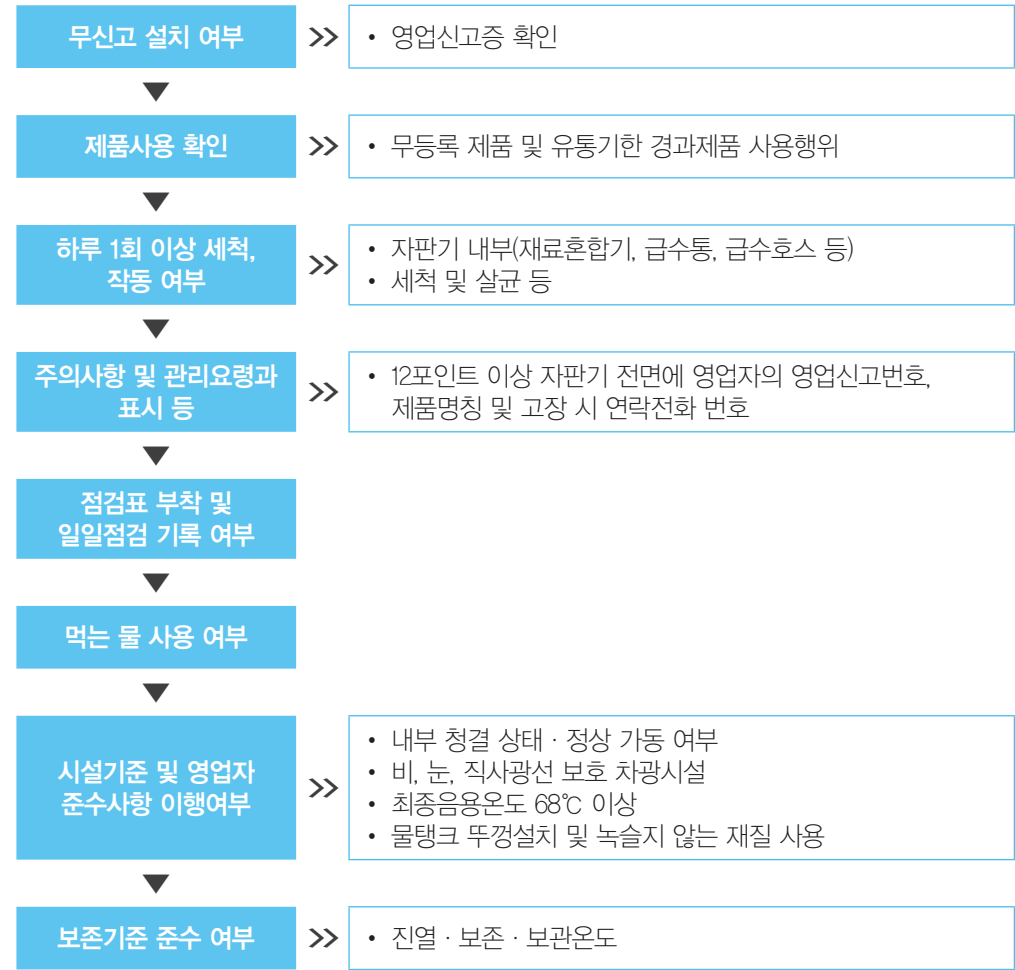 무신고 설치 여부
• 영업신고증 확인
제품사용 확인
• 무등록 제품 및 유통기한 경과제품 사용행위
하루 1회 이상 세척,
작동 여부
• 자판기 내부(재료혼합기, 급수통, 급수호스 등)
• 세척 및 살균 등
주의사항 및 관리요령과
표시 등
• 12포인트 이상 자판기 전면에 영업자의 영업신고번호,
제품명칭 및 고장 시 연락전화 번호
점검표 부착 및
일일점검 기록 여부
먹는 물 사용 여부
시설기준 및 영업자
준수사항 이행여부
• 내부 청결 상태 · 정상 가동 여부
• 비, 눈, 직사광선 보호 차광시설
• 최종음용온도 68℃ 이상
• 물탱크 뚜껑설치 및 녹슬지 않는 재질 사용
보존기준 준수 여부
• 진열 · 보존 · 보관온도